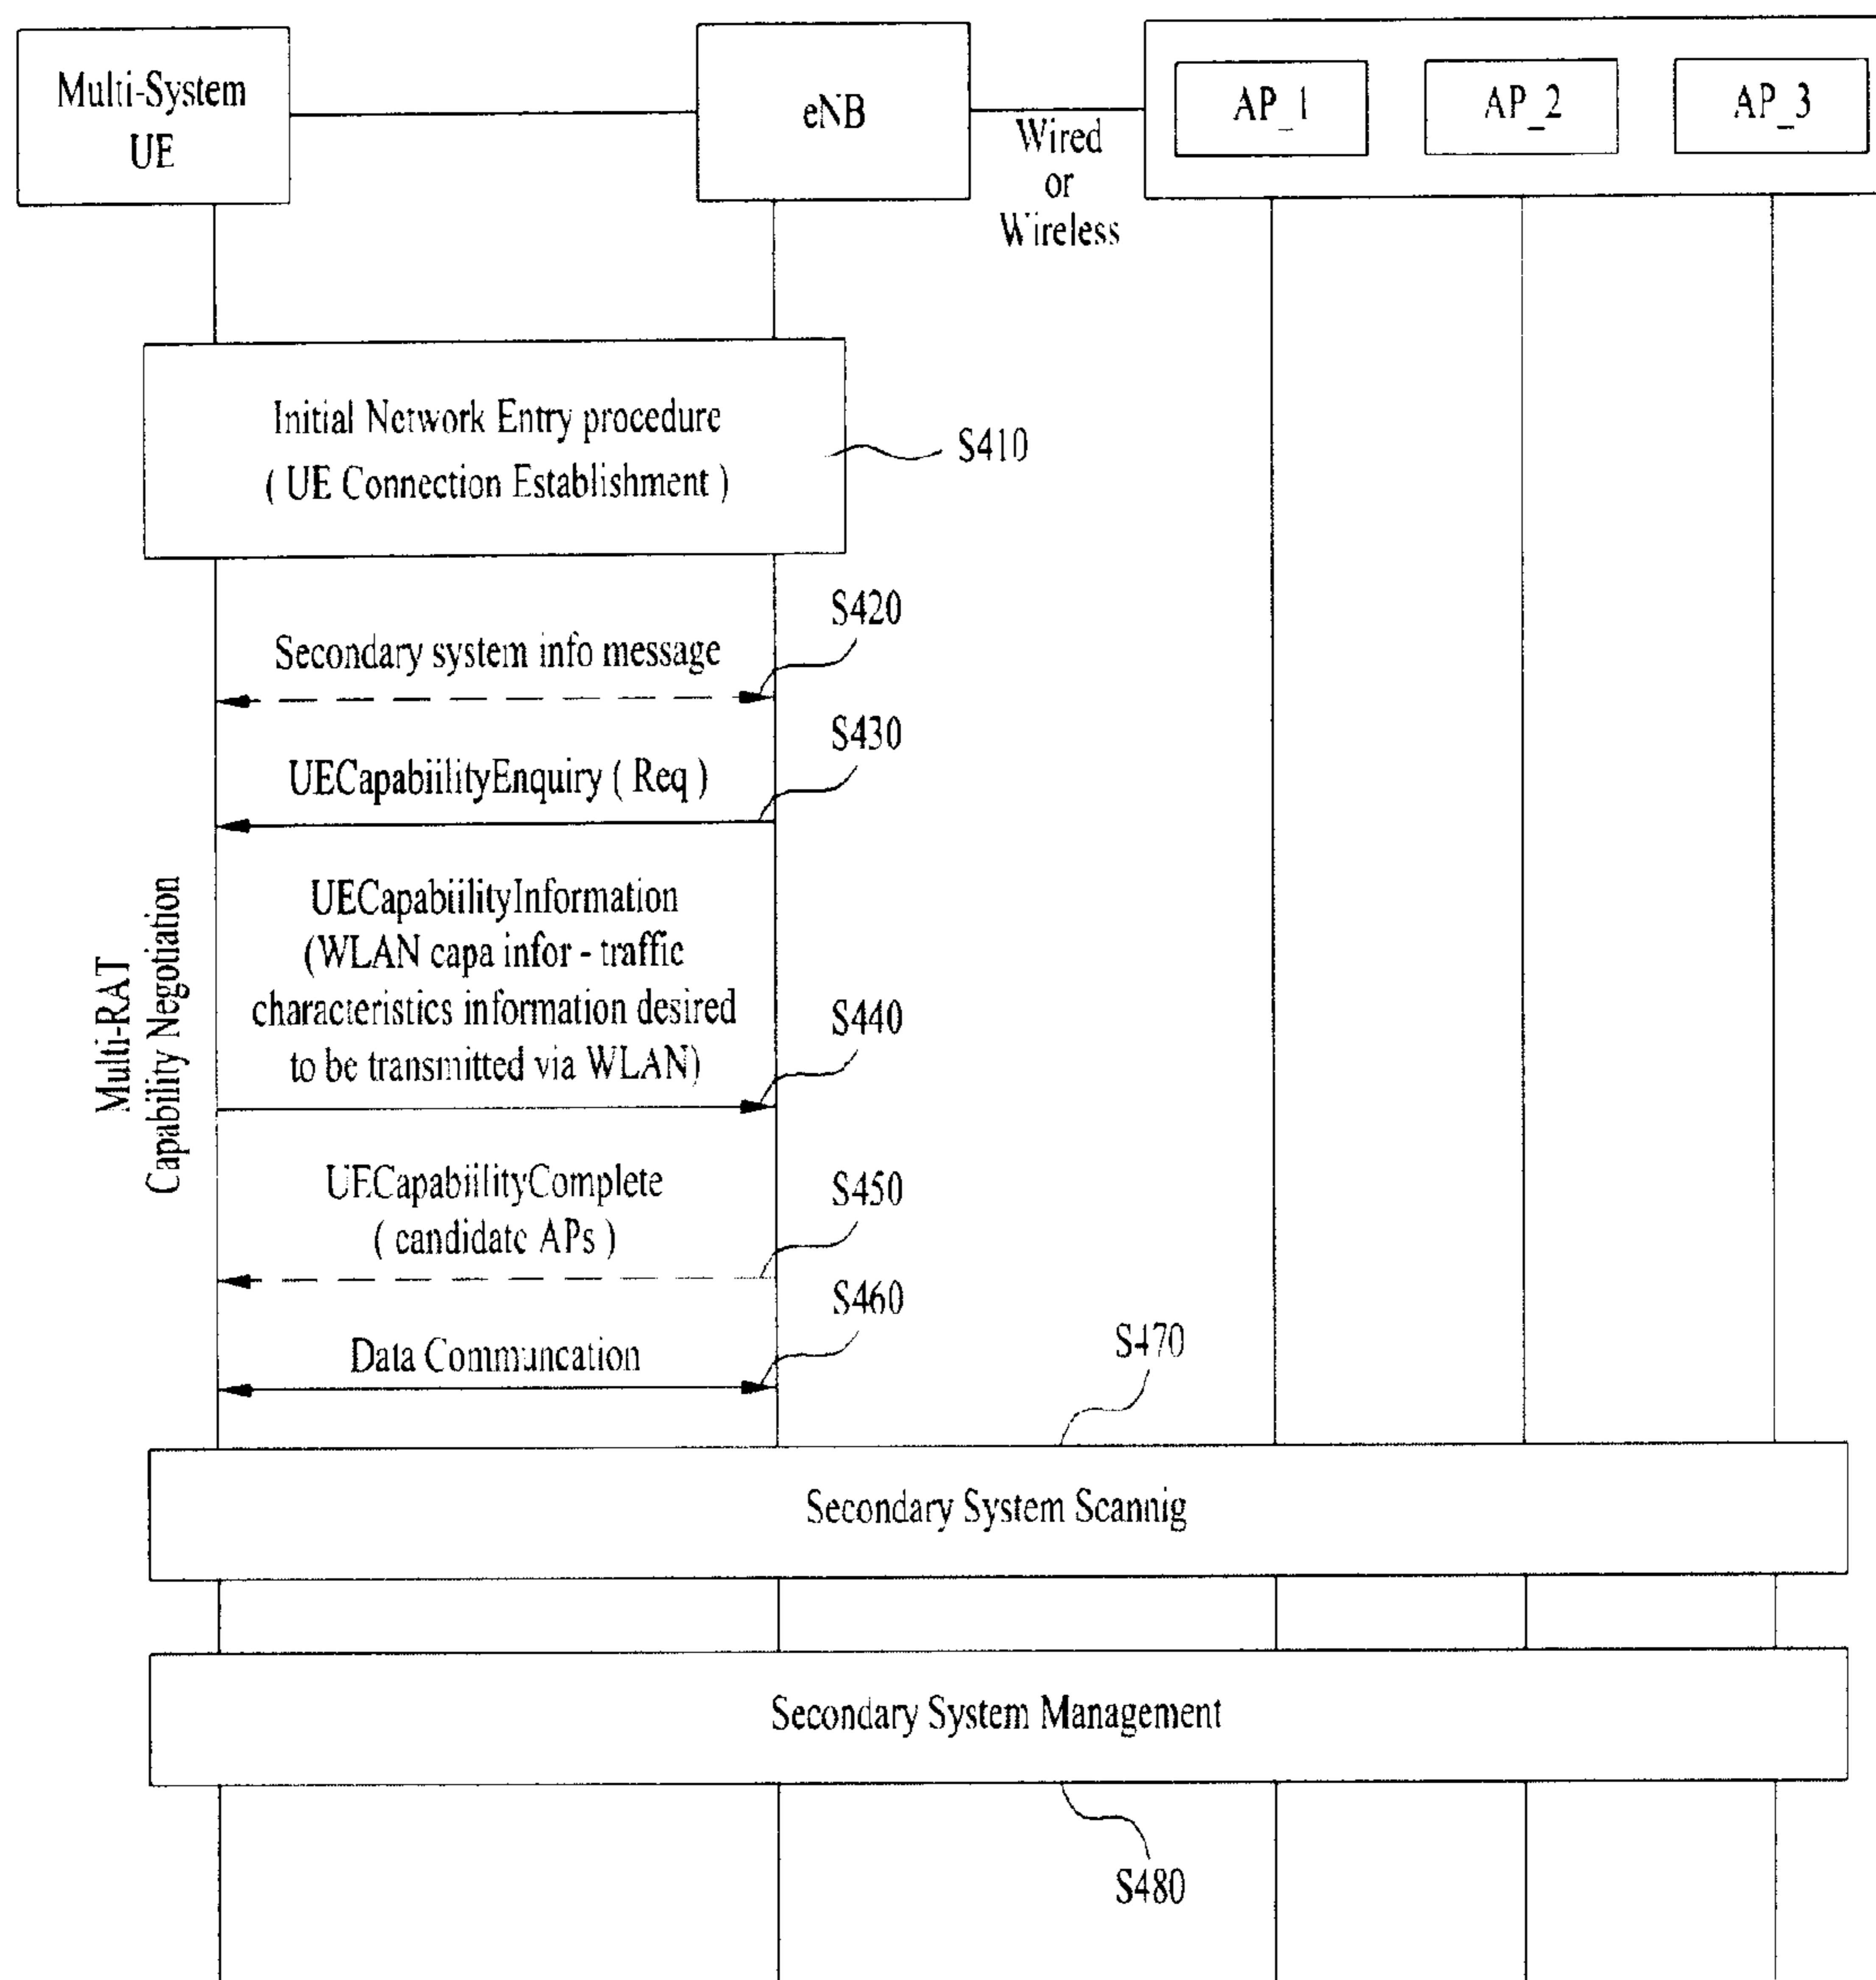 Multi-System
UE
eNB
Wired
or
Wireless
AP_1
AP_2
AP_3
Initial Network Entry procedure
( UE Connection Establishment )
S410
Secondary system info message
S420
UECapabiilityEnquiry ( Req )
S430
Multi-RAT
Capability Negotiation
UECapabiilityInformation
(WLAN capa infor - traffic
characteristics information desired
to be transmitted via WLAN)
S440
UECapabiilityComplete
( candidate APs )
S450
Data Communcation
S460
S470
Secondary System Scannig
Secondary System Management
S480